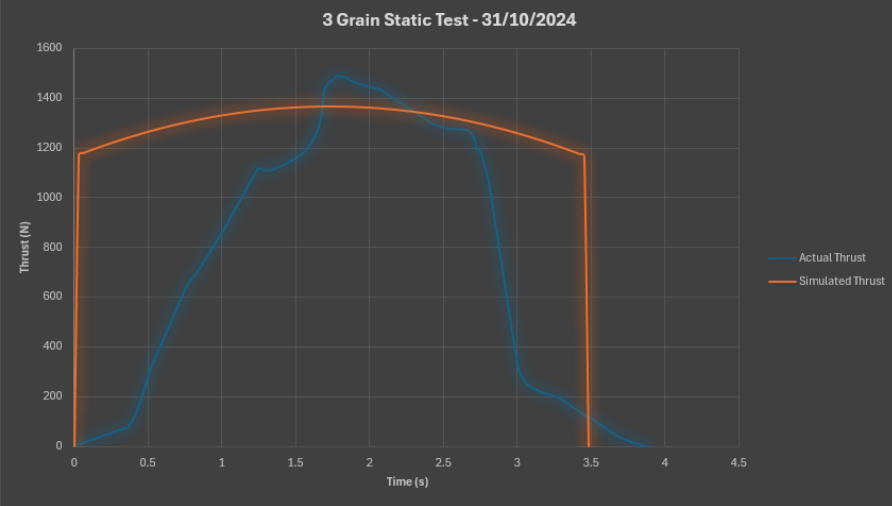 3 Grain Static Test - 31/10/2024
1600
1400
1200
1000
800
600
400
200
0
Thrust (N)
0 0.5 1 1.5 2 2.5 3 3.5 4 4.5
Time (s)
Actual Thrust
Simulated Thrust